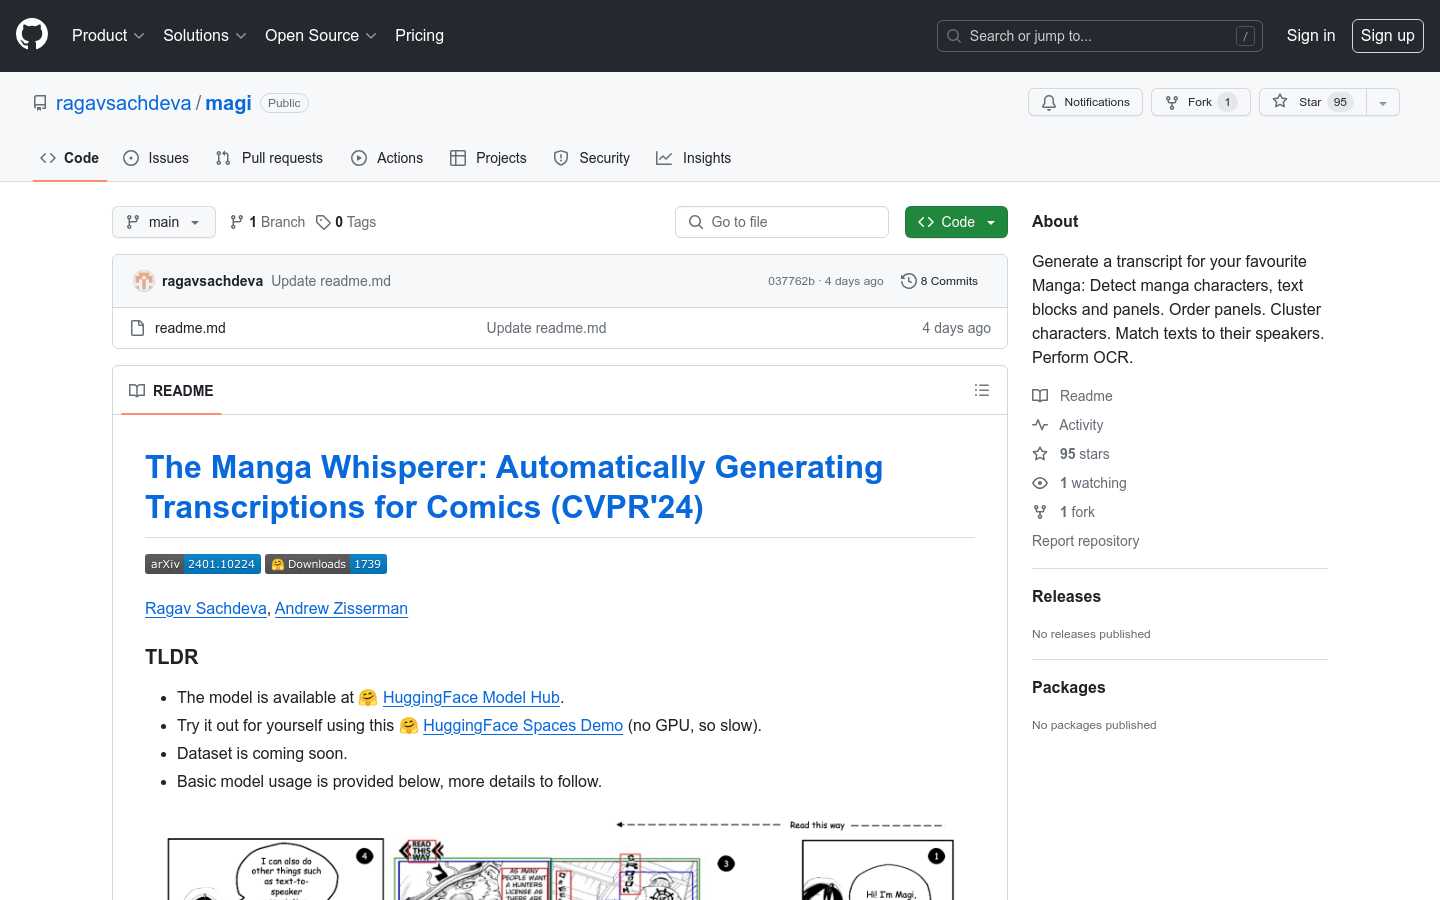 Product
Solutions
Open Source
Pricing
Search or jump to...
/
Sign in
Sign up
ragavsachdeva / magi
Public
Notifications
Fork 1
Star 95
Code
Issues
Pull requests
Actions
Projects
Security
Insights
main
1 Branch
0 Tags
Go to file
Code
ragavsachdeva Update readme.md
037762b · 4 days ago
8 Commits
readme.md
Update readme.md
4 days ago
README
The Manga Whisperer: Automatically Generating
Transcriptions for Comics (CVPR'24)
arXiv 2401.10224
🤗 Downloads 1739
Ragav Sachdeva, Andrew Zisserman
TLDR
• The model is available at 🤗 HuggingFace Model Hub.
• Try it out for yourself using this 🤗 HuggingFace Spaces Demo (no GPU, so slow).
• Dataset is coming soon.
• Basic model usage is provided below, more details to follow.
Read this way
1
Hi! I'm Magi,
3
READ
THIS
WAY
AS MANY
PEOPLE WANT
A HUNTERS
LICENSE AS
THERE ARE
4
I can also do
other things such
as text-to-
speaker
About
Generate a transcript for your favourite
Manga: Detect manga characters, text
blocks and panels. Order panels. Cluster
characters. Match texts to their speakers.
Perform OCR.
Readme
Activity
95 stars
1 watching
1 fork
Report repository
Releases
No releases published
Packages
No packages published